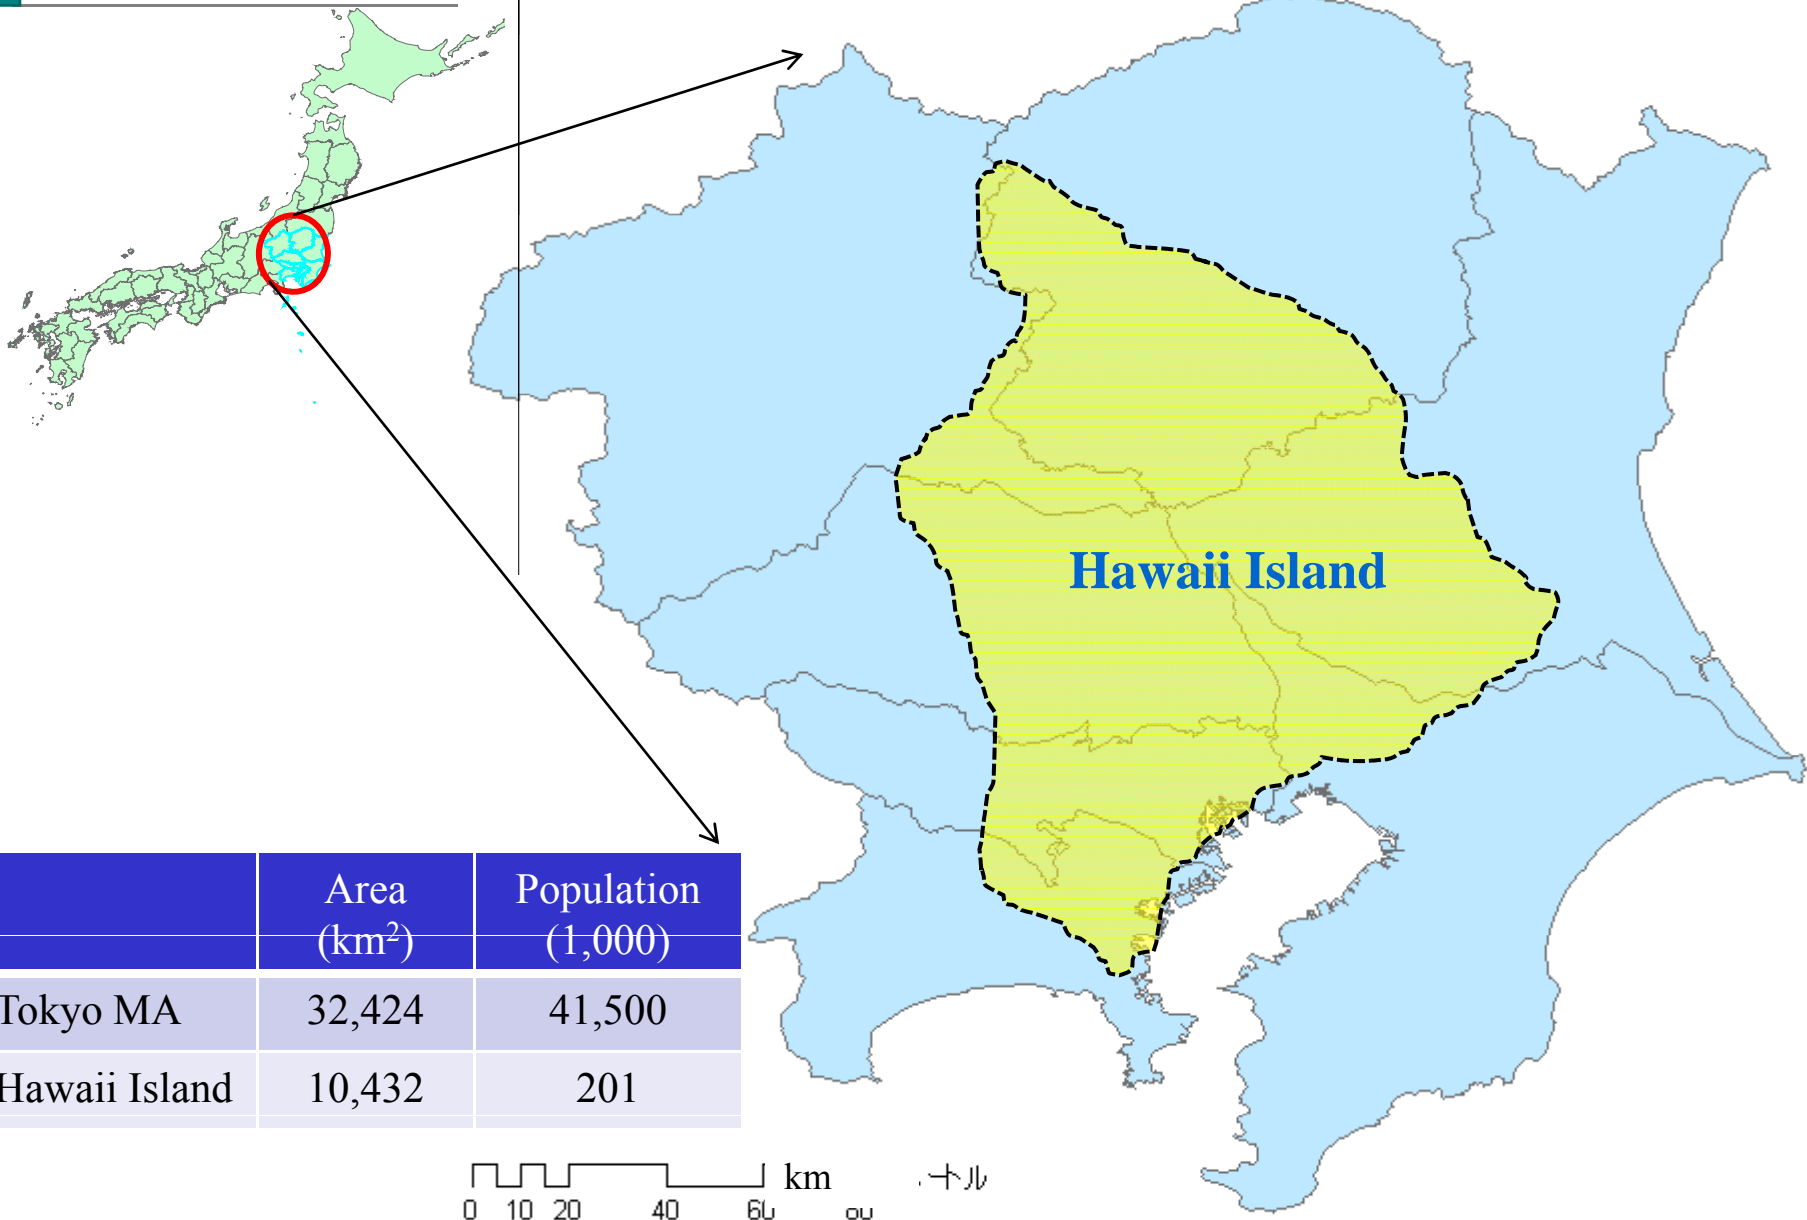 Hawaii Island
Area
(km²)
Population
(1,000)
Tokyo MA
32,424
41,500
Hawaii Island
10,432
201
km
0 10 20 40